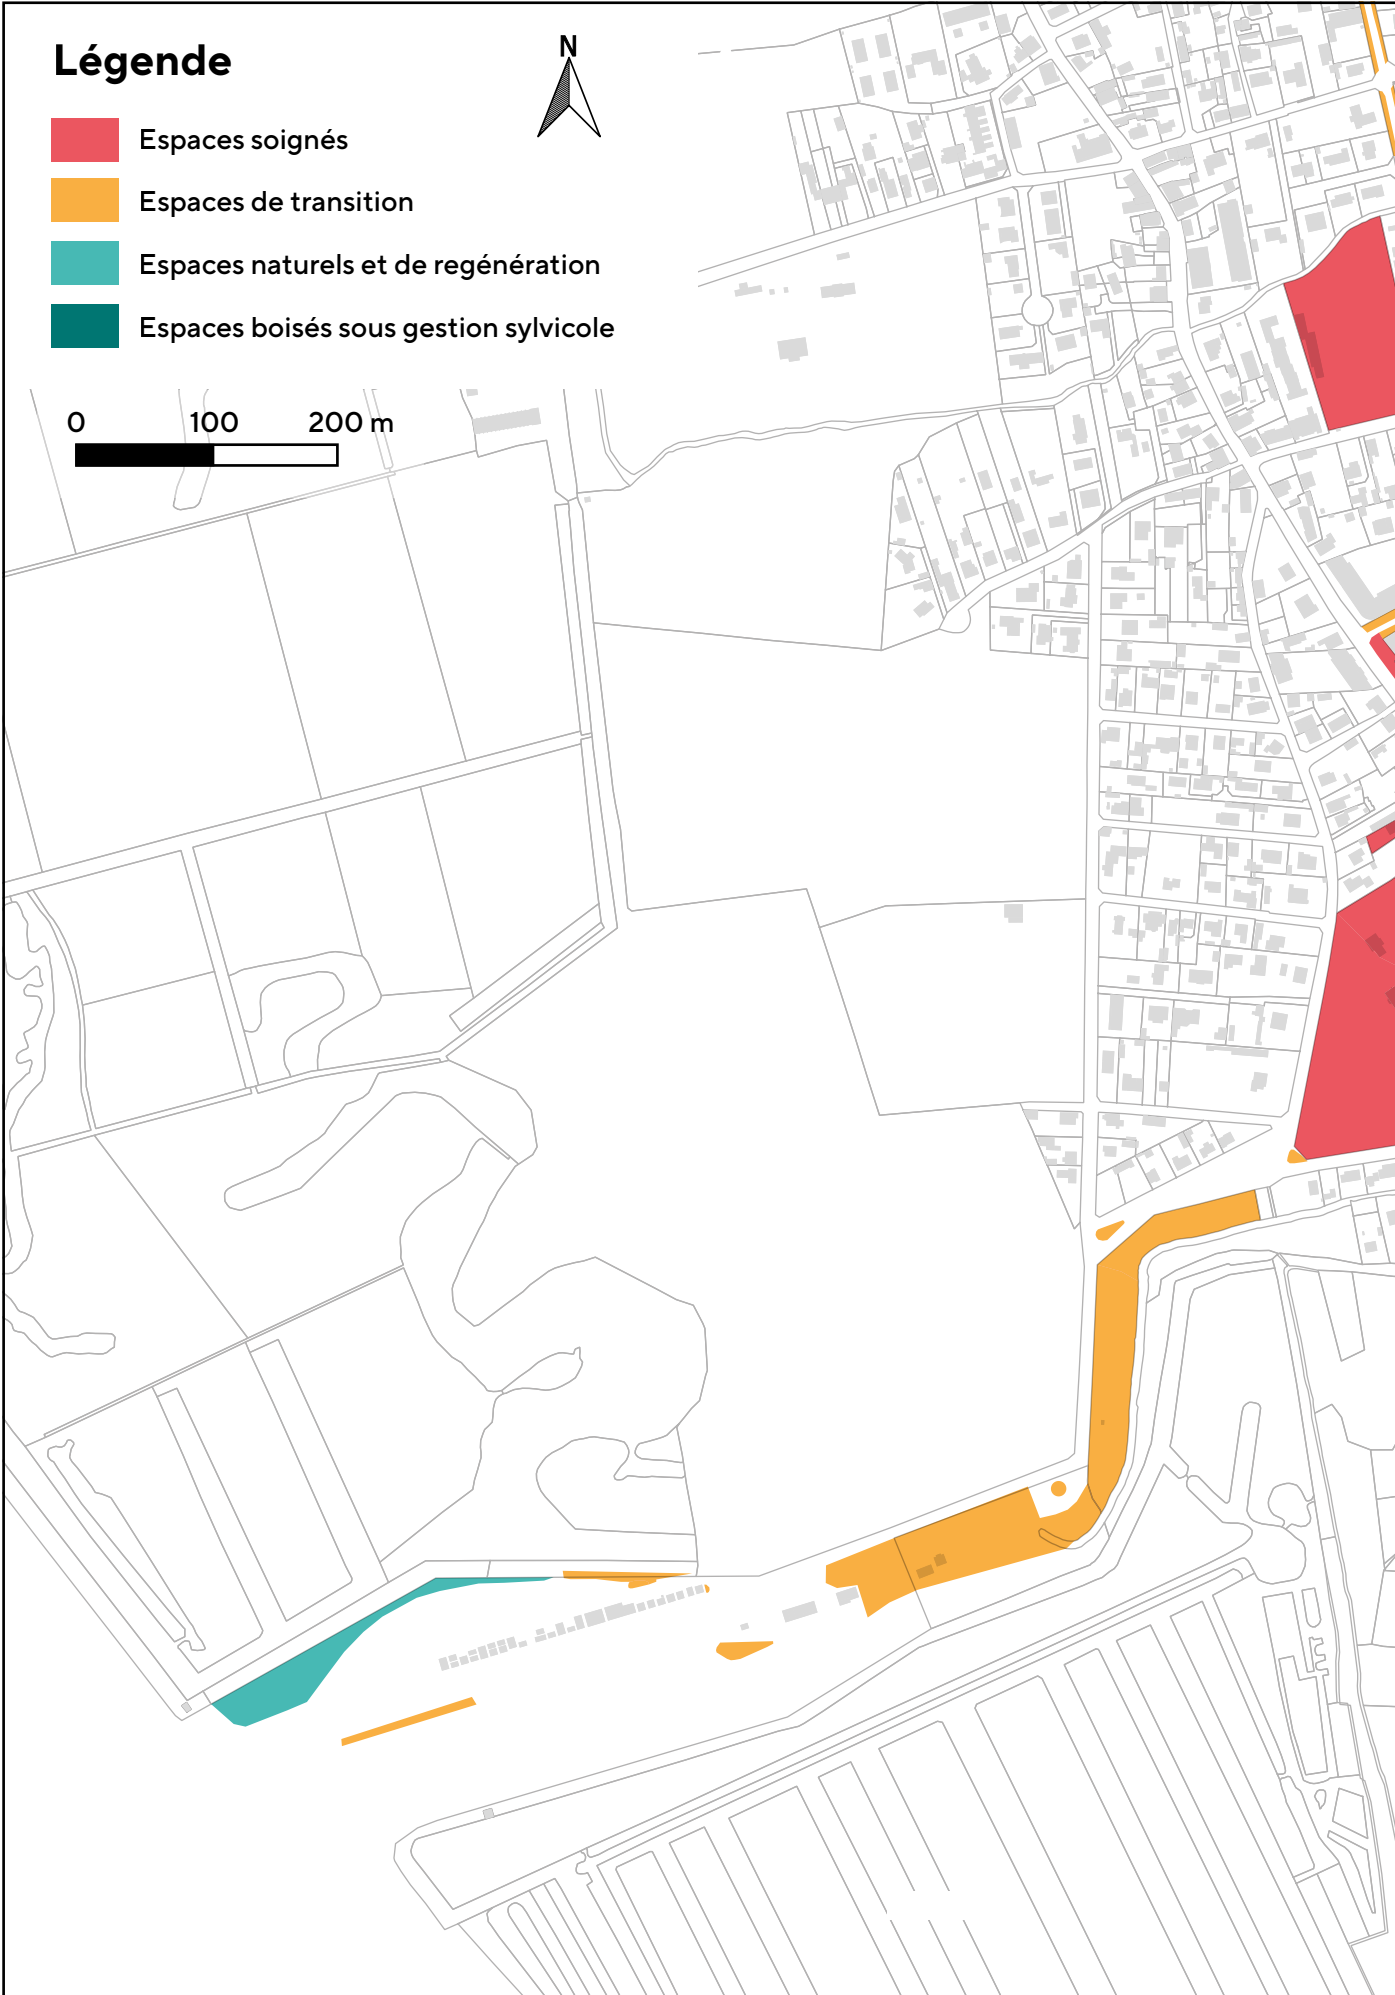 Légende
N
Espaces soignés
Espaces de transition
Espaces naturels et de regénération
Espaces boisés sous gestion sylvicole
0 100 200 m